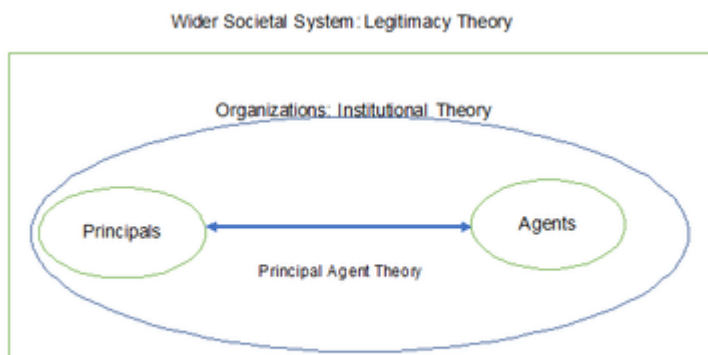 Wider Societal System: Legitimacy Theory
Organizations: Institutional Theory
Principals
Agents
Principal Agent Theory